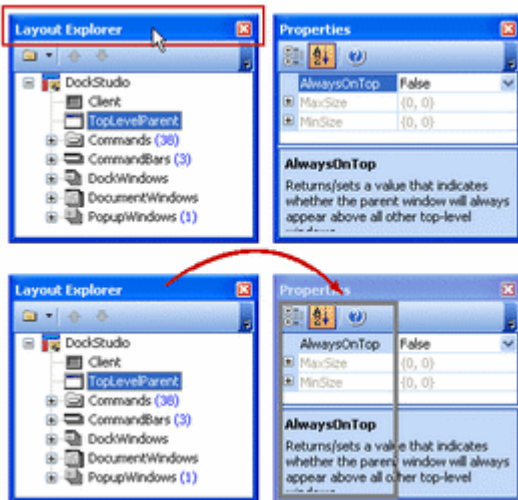 Layout Explorer
DockStudio
Client
TopLevelParent
Commands (38)
CommandBars (3)
DockWindows
DocumentWindows
PopupWindows (1)
Properties
AlwaysOnTop False
MaxSize {0, 0}
MinSize {0, 0}
AlwaysOnTop
Returns/sets a value that indicates
whether the parent window will always
appear above all other top-level
Layout Explorer
DockStudio
Client
TopLevelParent
Commands (38)
CommandBars (3)
DockWindows
DocumentWindows
PopupWindows (1)
Properties
AlwaysOnTop False
MaxSize {0, 0}
MinSize {0, 0}
AlwaysOnTop
Returns/sets a value that indicates
whether the parent window will always
appear above all other top-level